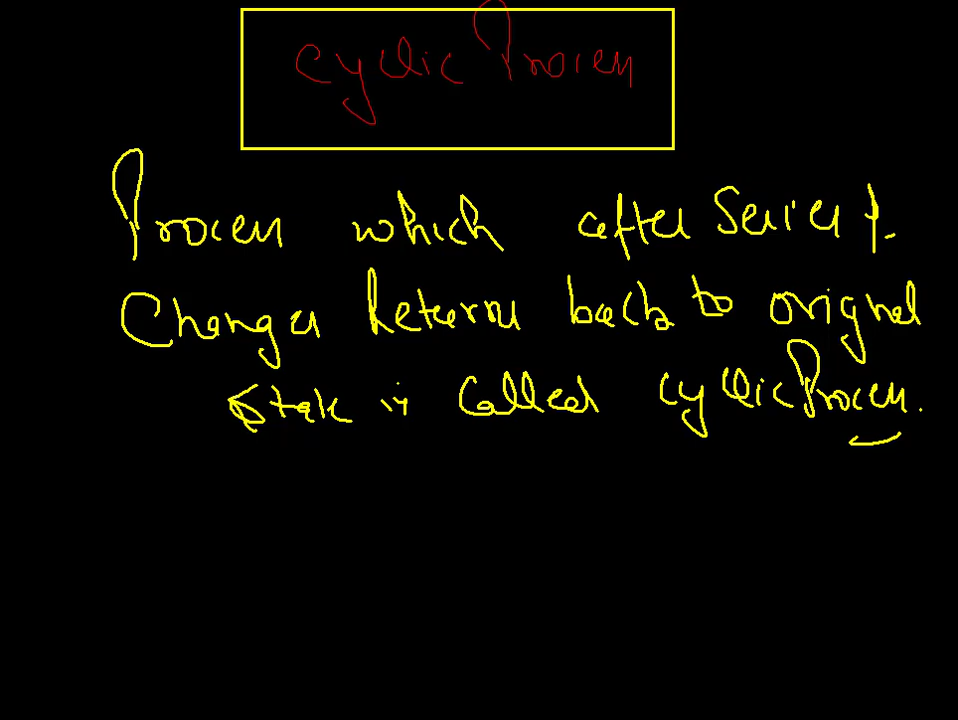 Cyclic Process
Process which after Series of
Changes Returns back to original
State is called cyclic Process.